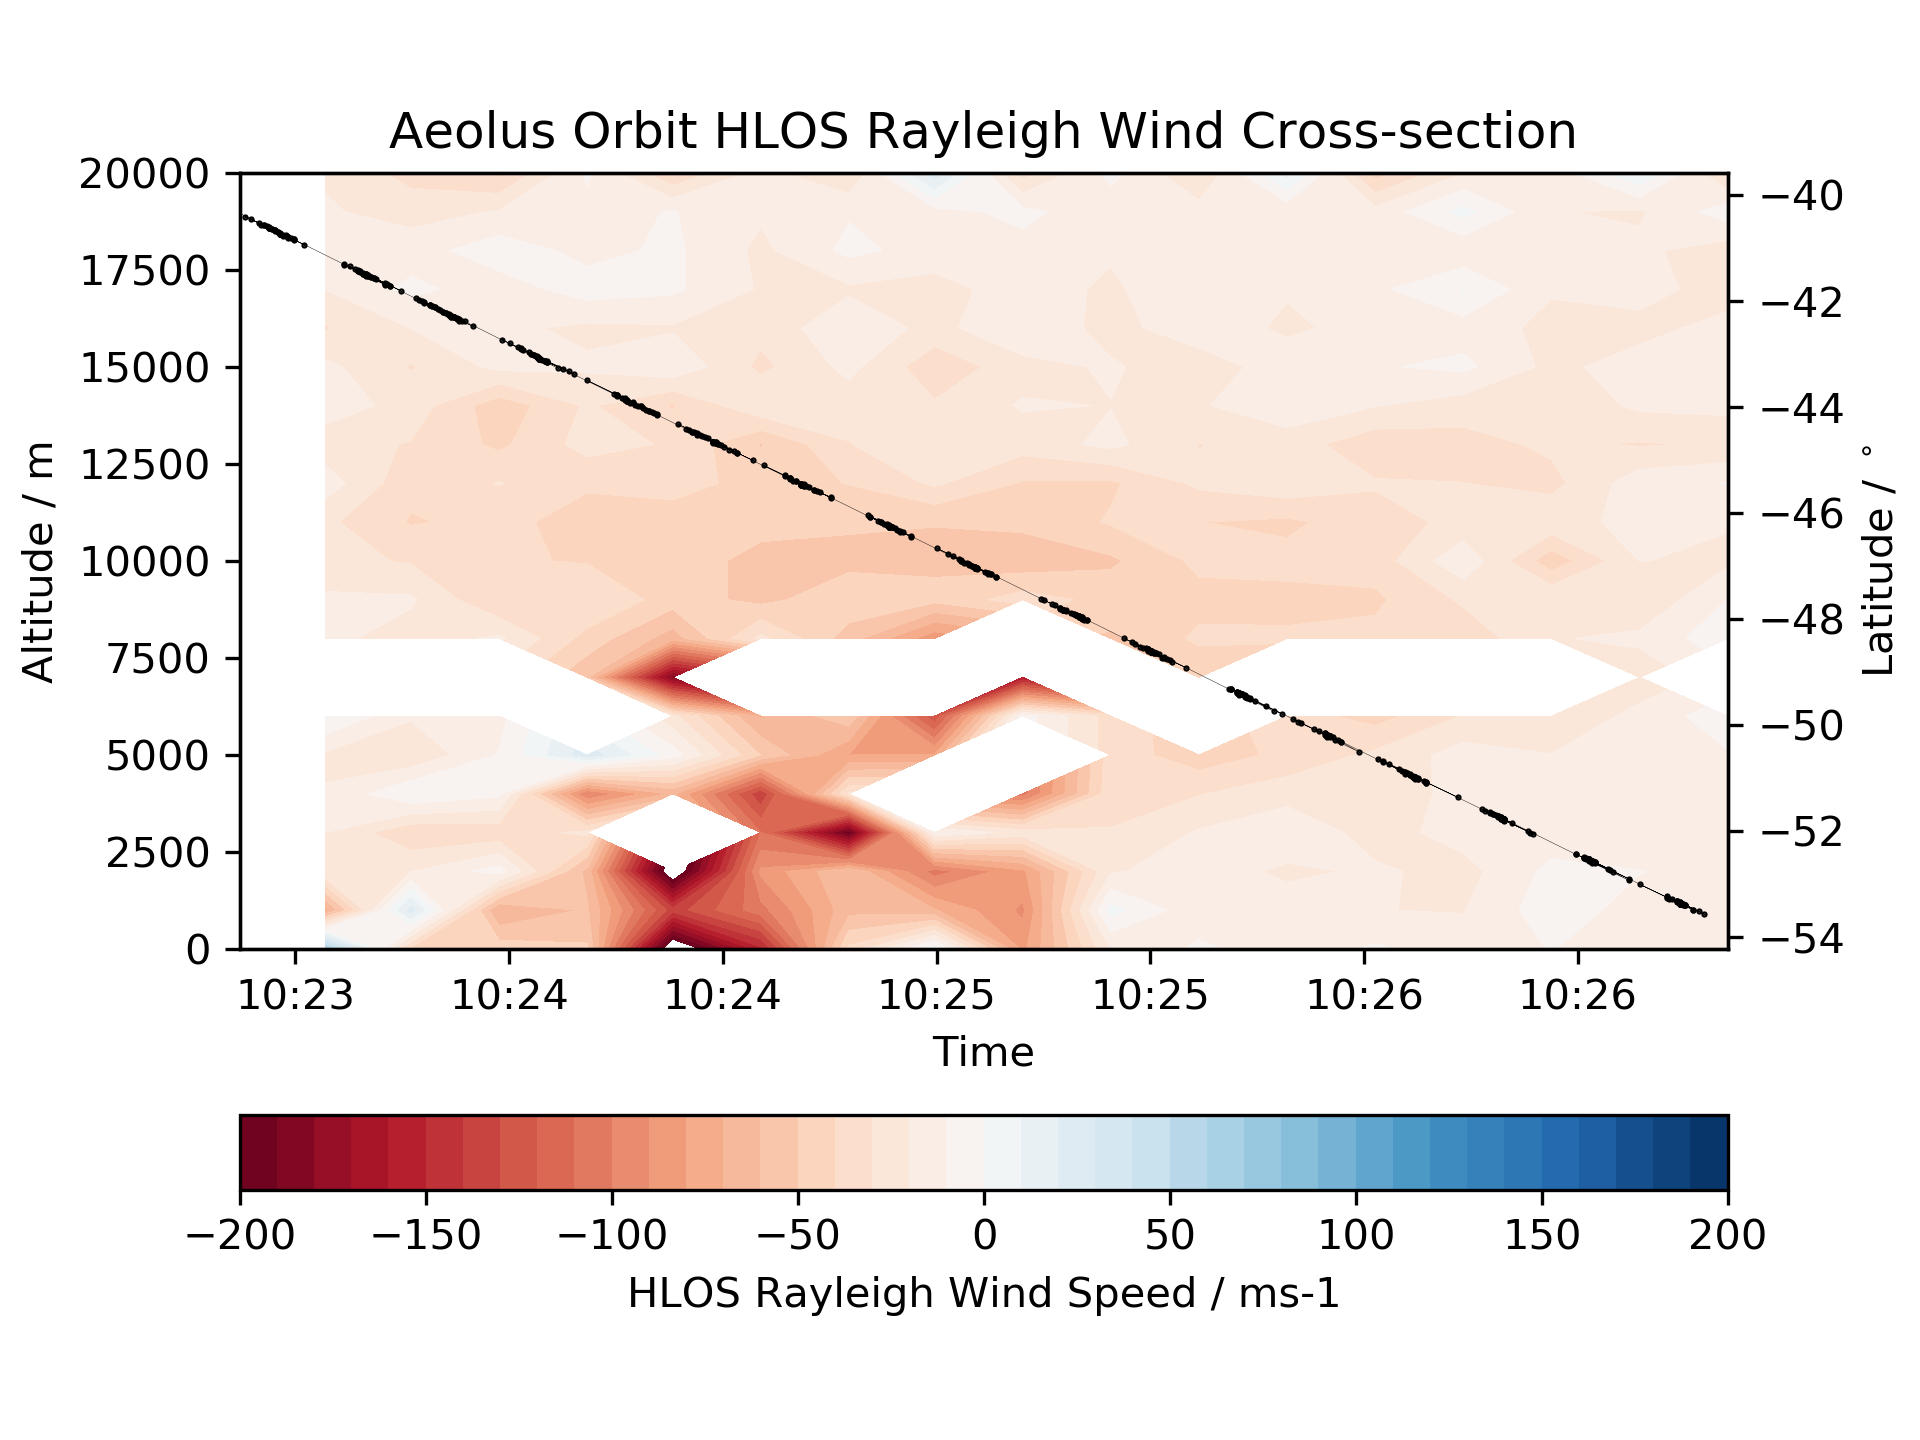 Aeolus Orbit HLOS Rayleigh Wind Cross-section
20000
17500
15000
12500
10000
7500
5000
2500
0
Altitude / m
−40
−42
−44
−46
−48
−50
−52
−54
Latitude / °
10:23 10:24 10:24 10:25 10:25 10:26 10:26
Time
−200 −150 −100 −50 0 50 100 150 200
HLOS Rayleigh Wind Speed / ms-1